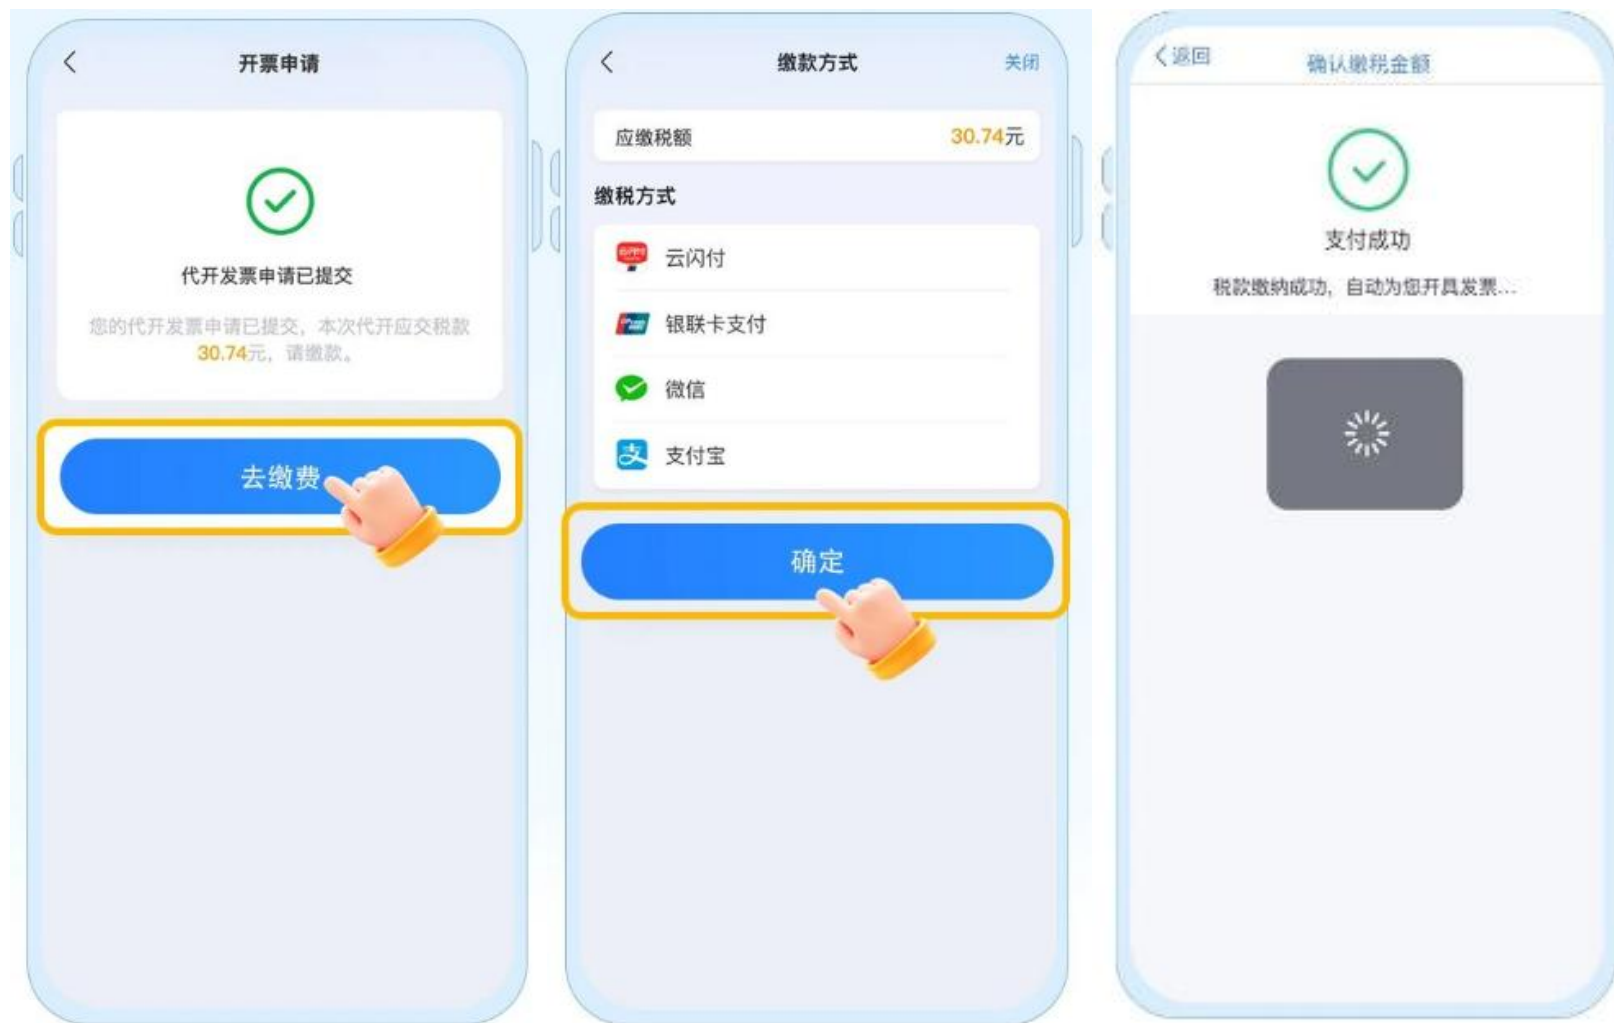 开票申请
代开发票申请已提交
您的代开发票申请已提交，本次代开应交税款
30.74元，请缴款。
去缴费
缴款方式
关闭
应缴税额
30.74元
缴税方式
云闪付
银联卡支付
微信
支付宝
确定
返回
确认缴税金额
支付成功
税款缴纳成功，自动为您开具发票...